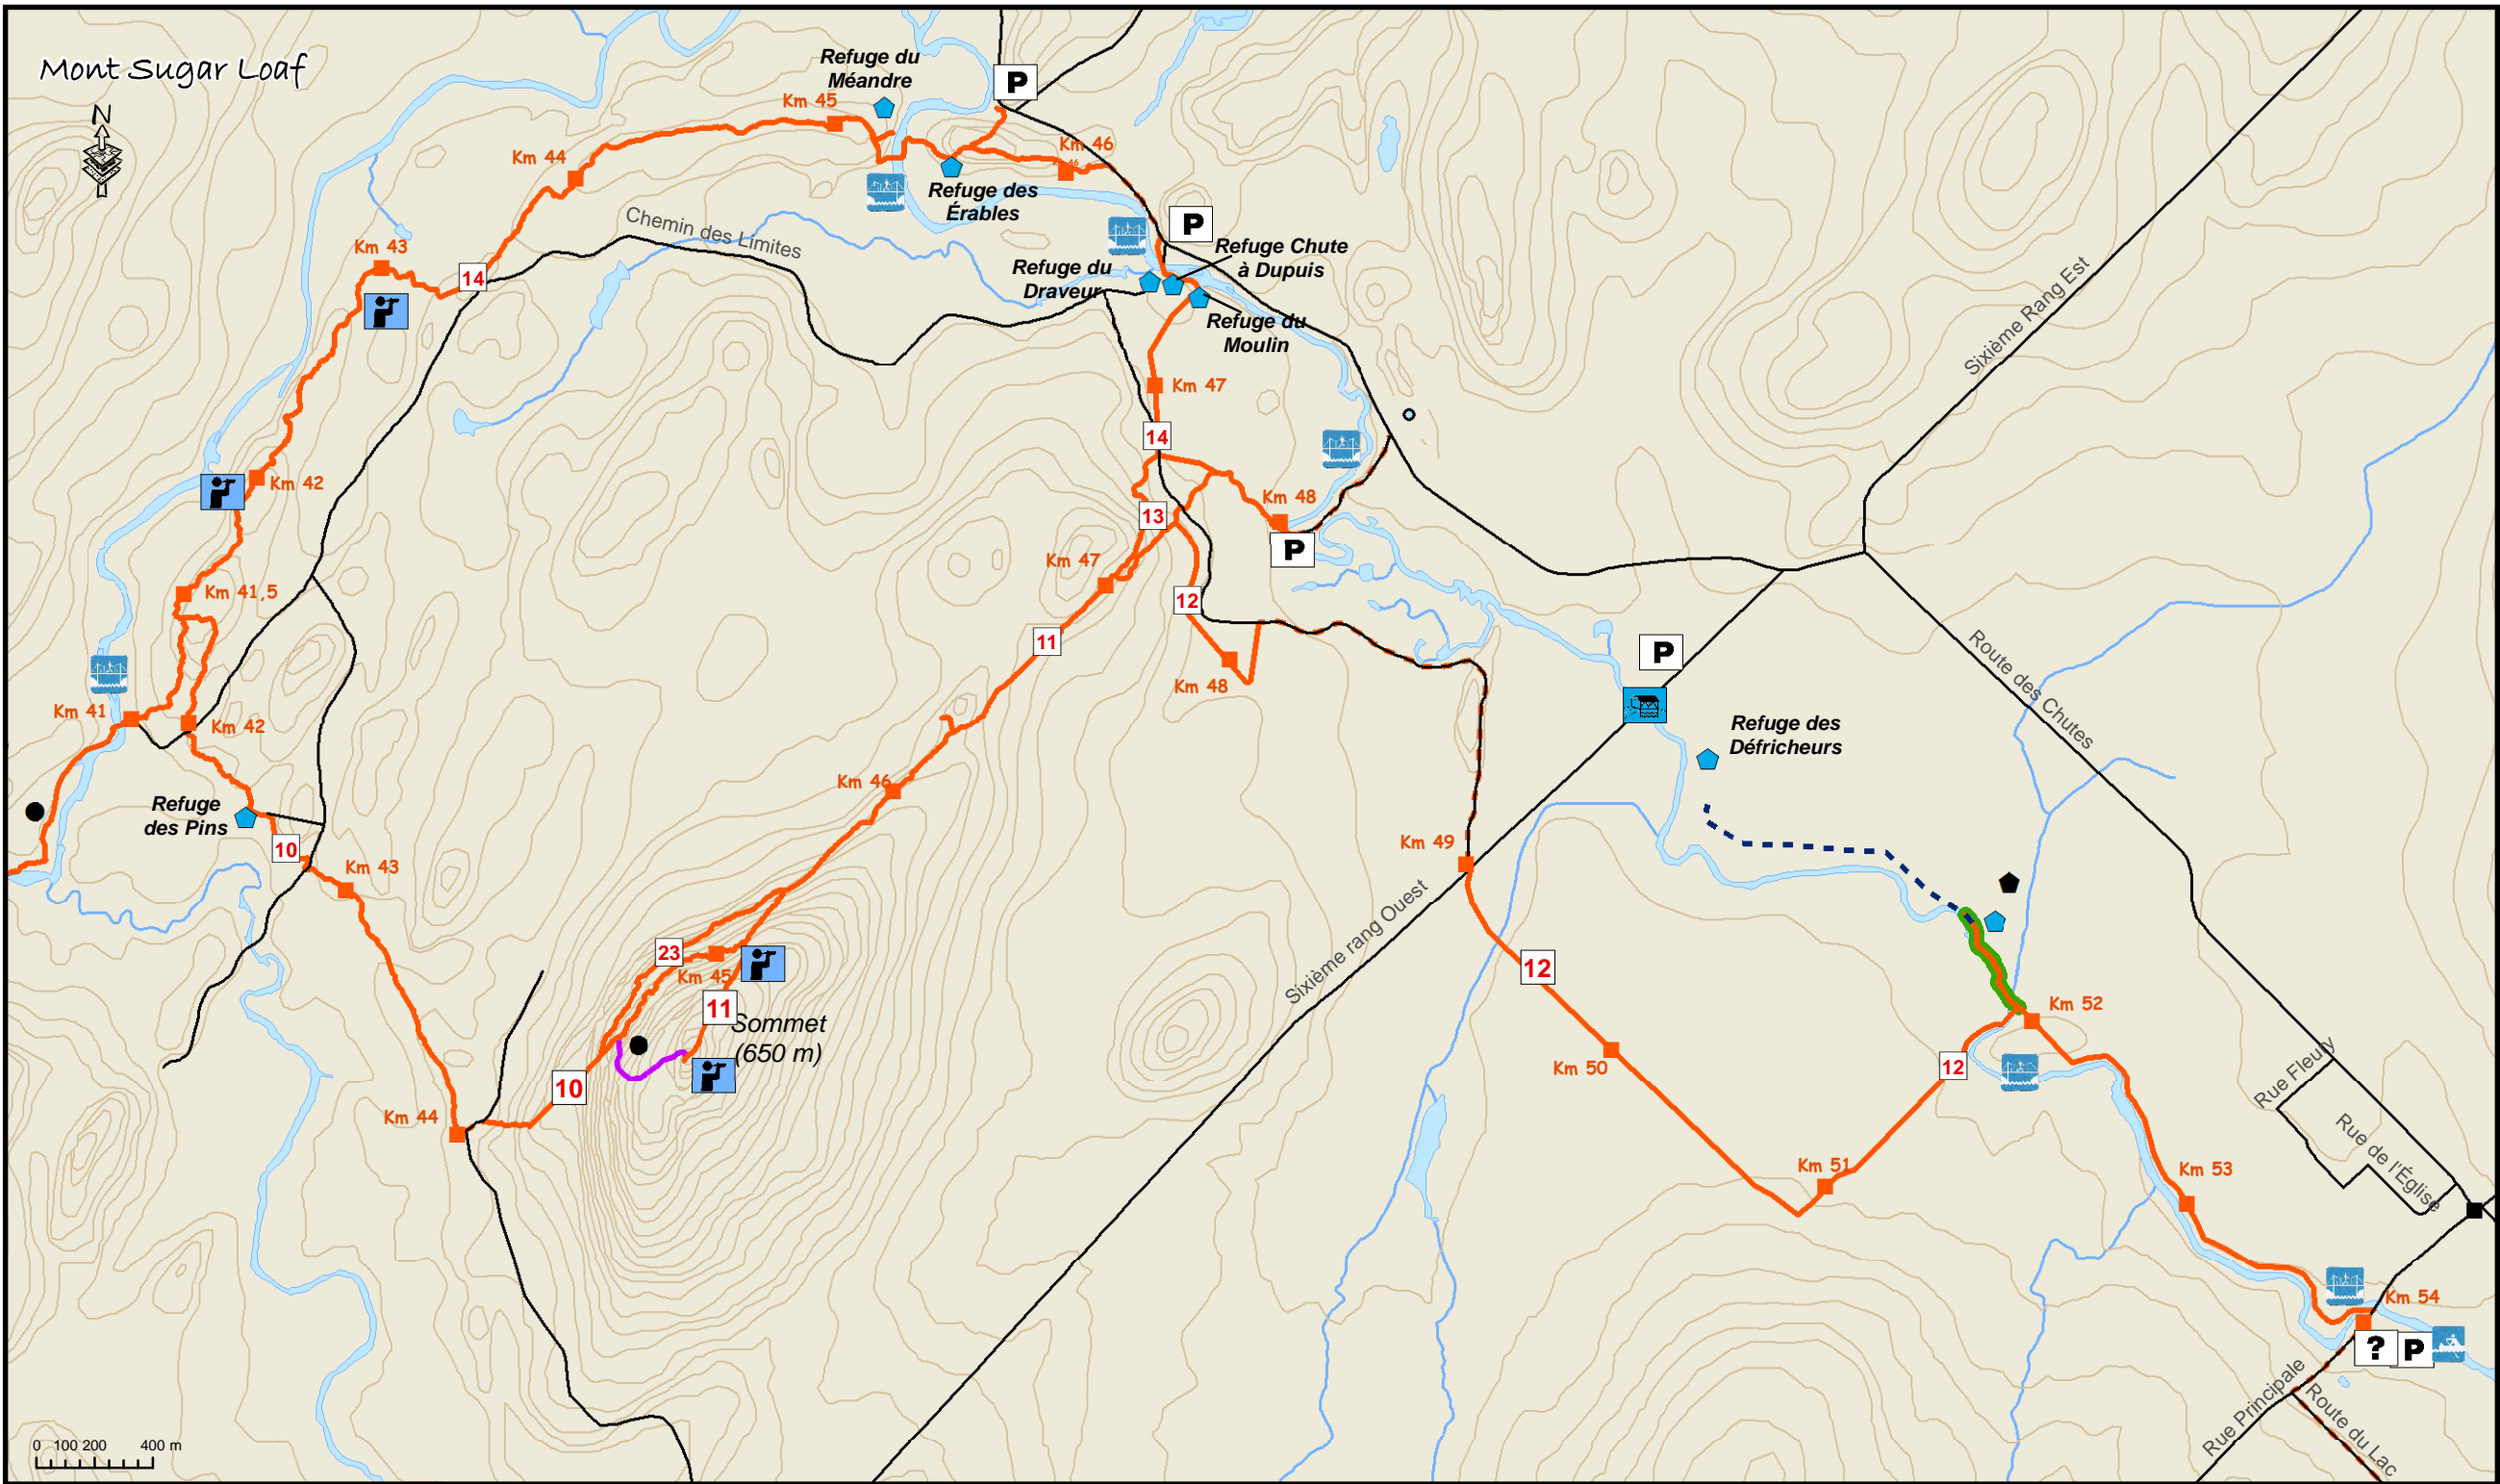 Mont Sugar Loaf
N
Refuge du
Méandre
P
Km 45
Km 44
Km 46
Km 46
Refuge des
Érables
Chemin des Limites
P
Refuge Chute
à Dupuis
Refuge du
Draveur
Km 43
14
Refuge du
Moulin
Sixième Rang Est
Km 47
14
Km 42
Km 48
13
P
Km 47
Km 41,5
12
11
Km 48
P
Route des Chutes
Km 41
Km 42
Refuge des
Défricheurs
Km 46
Refuge
des Pins
10
Km 43
Km 49
Sixième rang Ouest
23
Km 45
12
11
Sommet
(650 m)
Km 52
10
Km 50
12
Km 44
Rue Fleury
Rue de l'Église
Km 51
Km 53
Km 54
?
P
Rue Principale
Route du Lac
0 100 200 400 m